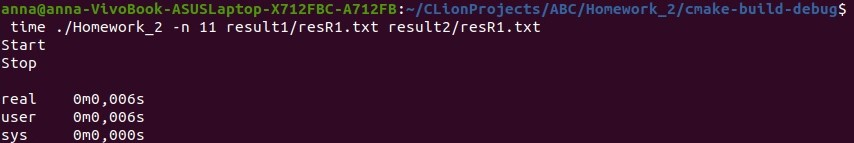 anna@anna-VivoBook-ASUSLaptop-X712FBC-A712FB:~/CLionProjects/ABC/Homework_2/cmake-build-debug$
time ./Homework_2 -n 11 result1/resR1.txt result2/resR1.txt
Start
Stop
real 0m0,006s
user 0m0,006s
sys 0m0,000s